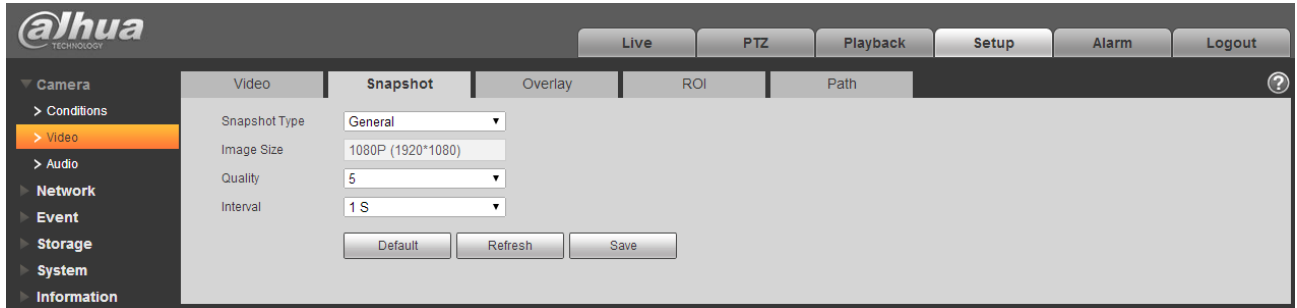 alhua
TECHNOLOGY
Live PTZ Playback Setup Alarm Logout
Camera
Conditions
Video
Audio
Network
Event
Storage
System
Information
Video Snapshot Overlay ROI Path ?
Snapshot Type General
Image Size 1080P (1920*1080)
Quality 5
Interval 1 S
Default Refresh Save